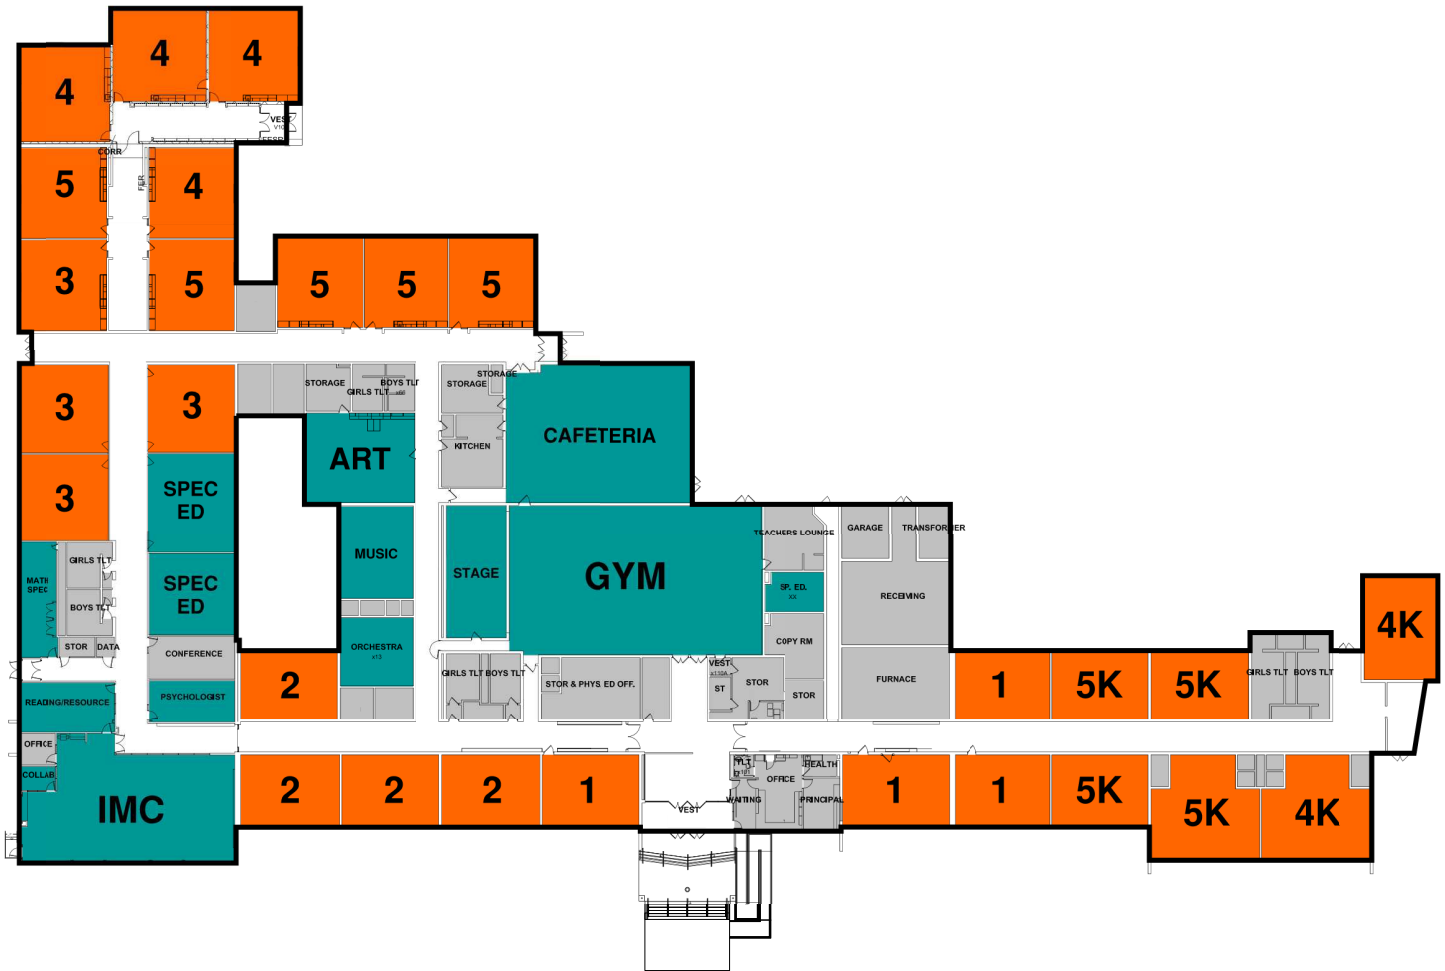 4
4
4
VEST
CORR
5
FER
4
3
5
5
5
5
3
3
STORAGE
GIRLS TLT
BOYS TLT
STORAGE
STORAGE
KITCHEN
CAFETERIA
ART
3
SPEC
ED
MUSIC
STAGE
GYM
TEACHERS LOUNGE
GARAGE
TRANSFORMER
MATH
SPEC
GIRLS TLT
BOYS TLT
SPEC
ED
SP. ED.
XX
RECEIVING
STOR
DATA
CONFERENCE
ORCHESTRA
x13
COPY RM
4K
READING/RESOURCE
PSYCHOLOGIST
2
GIRLS TLT
BOYS TLT
STOR & PHYS. ED OFF.
VEST
x110A
ST
STOR
STOR
FURNACE
1
5K
5K
GIRLS TLT
BOYS TLT
OFFICE
COLLAB
IMC
2
2
2
1
VEST
TLT
WAITING
OFFICE
HEALTH
PRINCIPAL
1
1
5K
5K
4K